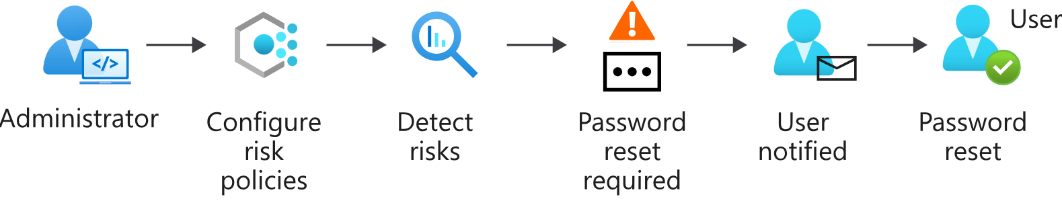 User
</>
Administrator
Configure
risk
policies
Detect
risks
Password
reset
required
User
notified
Password
reset